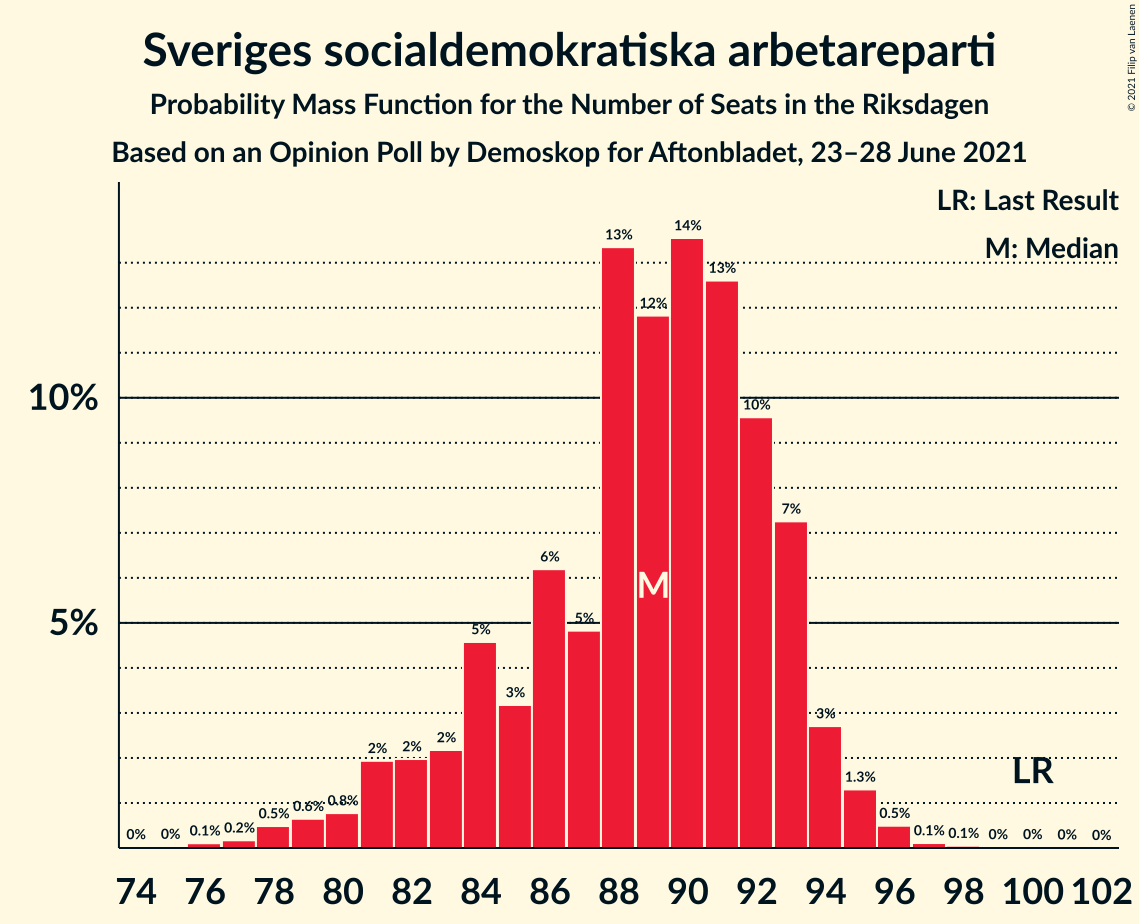 Sveriges socialdemokratiska arbetareparti
Probability Mass Function for the Number of Seats in the Riksdagen
Based on an Opinion Poll by Demoskop for Aftonbladet, 23–28 June 2021
© 2021 Filip van Laenen
LR: Last Result
M: Median
10%
5%
0% 0% 0.1% 0.2% 0.5% 0.6% 0.8% 2% 2% 2% 5% 3% 6% 5% 13% 12% 14% 13% 10% 7% 3% 1.3% 0.5% 0.1% 0.1% 0% 0% 0% 0%
M
LR
74 76 78 80 82 84 86 88 90 92 94 96 98 100 102